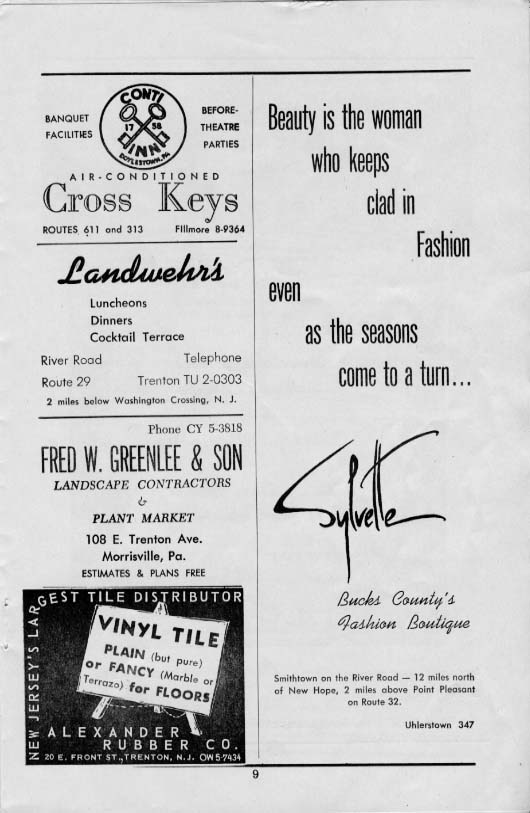 BANQUET
FACILITIES
CONTI
17 58
INN
DOYLESTOWN, PA.
BEFORE-
THEATRE
PARTIES
AIR-CONDITIONED
Cross Keys
ROUTES 611 and 313 FIllmore 8-9364
Landwehr's
Luncheons
Dinners
Cocktail Terrace
River Road Telephone
Route 29 Trenton TU 2-0303
2 miles below Washington Crossing, N. J.
Phone CY 5-3818
FRED W. GREENLEE & SON
LANDSCAPE CONTRACTORS
&
PLANT MARKET
108 E. Trenton Ave.
Morrisville, Pa.
ESTIMATES & PLANS FREE
NEW JERSEY'S LARGEST TILE DISTRIBUTOR
VINYL TILE
PLAIN (but pure)
or FANCY (Marble or
Terrazo) for FLOORS
ALEXANDER
RUBBER CO.
20 E. FRONT ST., TRENTON, N.J. OW 5-7434
Beauty is the woman
who keeps
clad in
Fashion
even
as the seasons
come to a turn...
Sylvette
Bucks County's
Fashion Boutique
Smithtown on the River Road — 12 miles north
of New Hope, 2 miles above Point Pleasant
on Route 32.
Uhlerstown 347
9